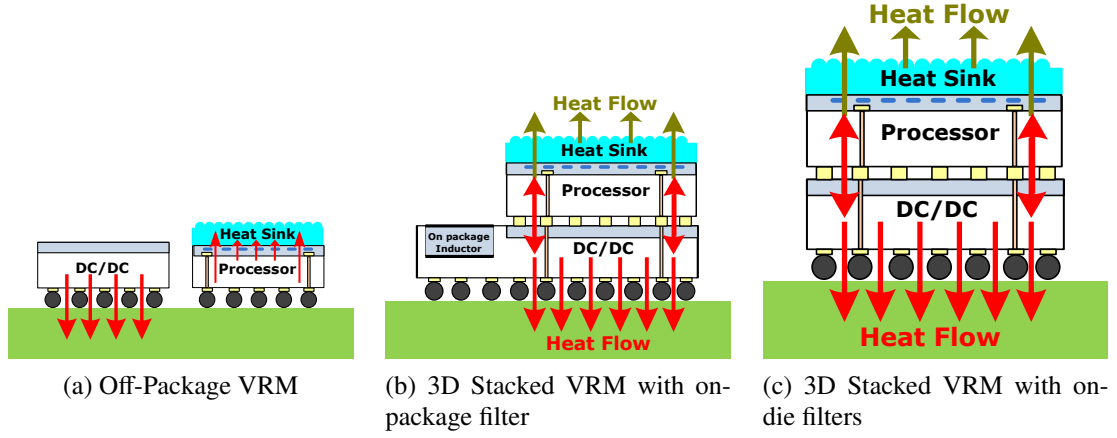 Heat Sink
DC/DC
Processor
(a) Off-Package VRM
Heat Flow
Heat Sink
Processor
On package
Inductor
DC/DC
Heat Flow
(b) 3D Stacked VRM with on-
package filter
Heat Flow
Heat Sink
Processor
DC/DC
Heat Flow
(c) 3D Stacked VRM with on-
die filters